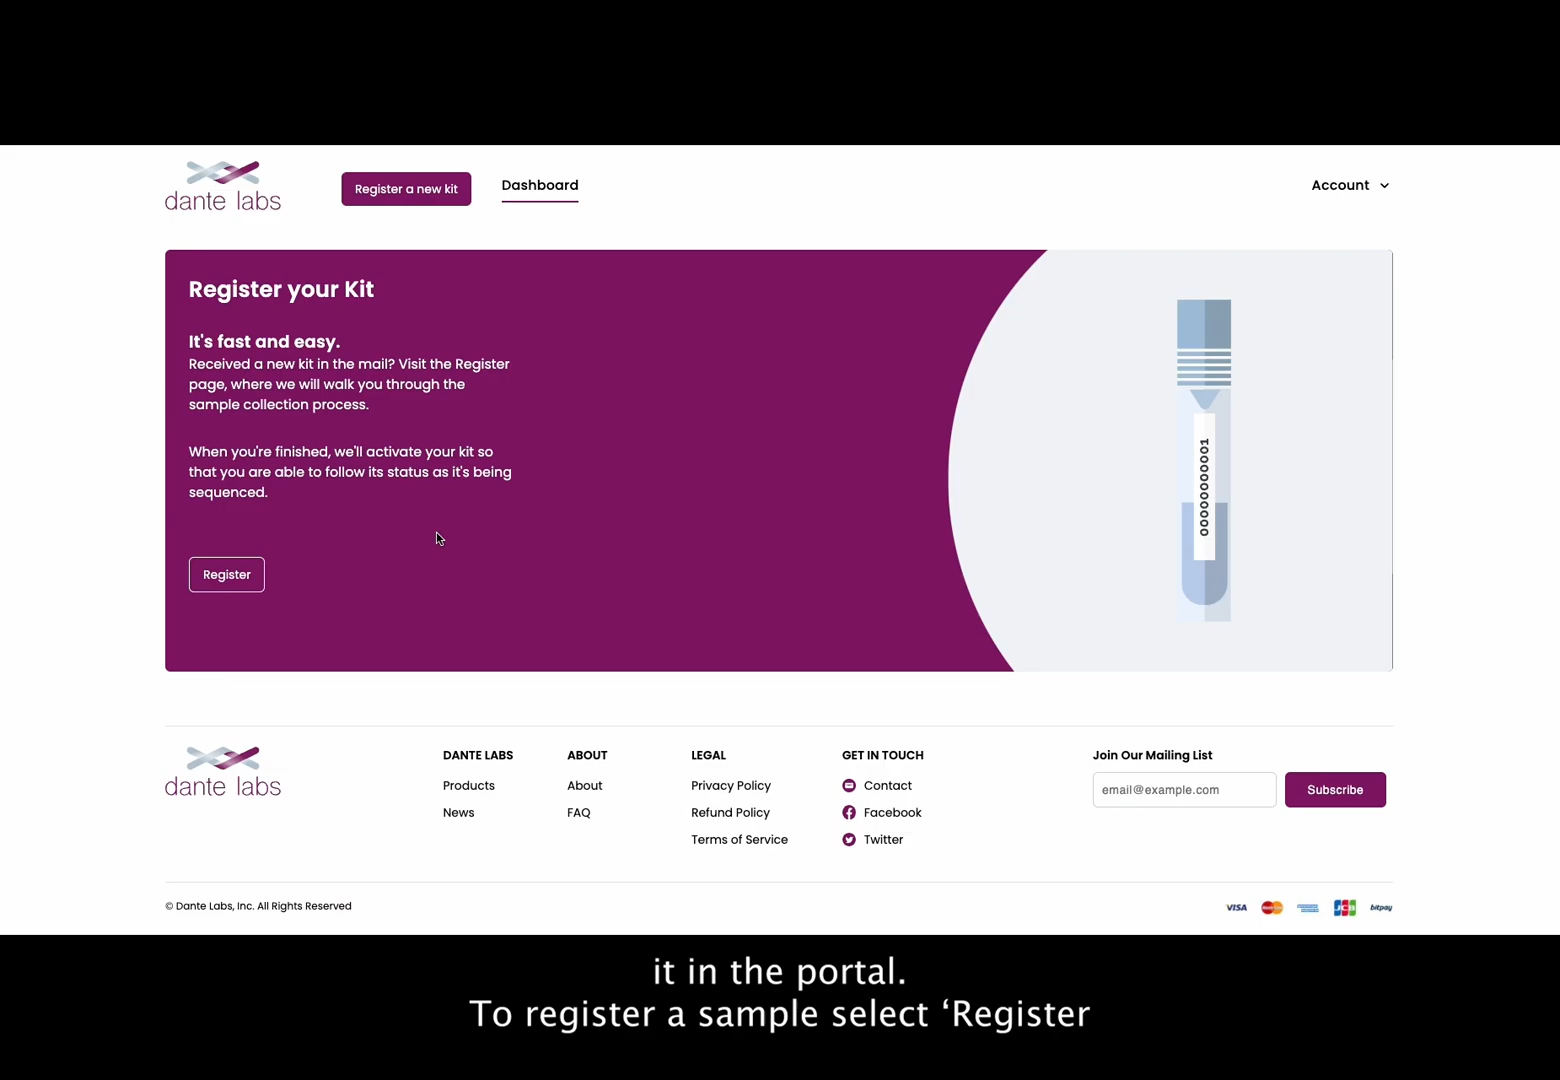 dante labs
Register a new kit
Dashboard
Account
Register your Kit
It's fast and easy.
Received a new kit in the mail? Visit the Register
page, where we will walk you through the
sample collection process.
When you're finished, we'll activate your kit so
that you are able to follow its status as it's being
sequenced.
Register
00000000001
dante labs
DANTE LABS
Products
News
ABOUT
About
FAQ
LEGAL
Privacy Policy
Refund Policy
Terms of Service
GET IN TOUCH
Contact
Facebook
Twitter
Join Our Mailing List
email@example.com
Subscribe
© Dante Labs, Inc. All Rights Reserved
VISA
JCB
bitpay
it in the portal.
To register a sample select ‘Register